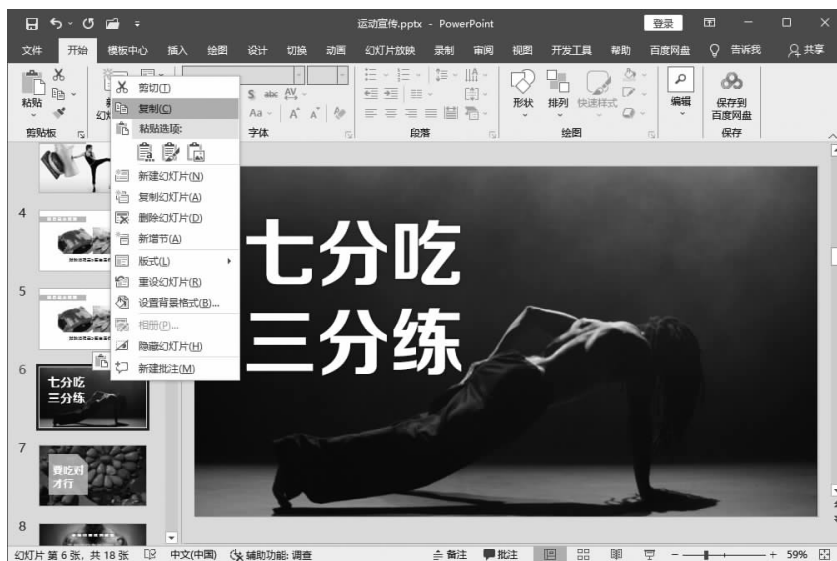 运动宣传.pptx - PowerPoint
登录
文件 开始 模板中心 插入 绘图 设计 切换 动画 幻灯片放映 录制 审阅 视图 开发工具 帮助 百度网盘 告诉我 共享
粘贴
形状 排列 快速样式 编辑 保存到
百度网盘
剪贴板 字体 段落 绘图 保存
剪切(T)
复制(C)
粘贴选项:
新建幻灯片(N)
复制幻灯片(A)
删除幻灯片(D)
新增节(A)
版式(L)
重设幻灯片(R)
设置背景格式(B)...
相册(P)...
隐藏幻灯片(H)
新建批注(M)
4
5
6
七分吃
三分练
7
要吃对
才行
8
七分吃
三分练
幻灯片 第 6 张，共 18 张 中文(中国) 辅助功能: 调查 备注 批注 59%